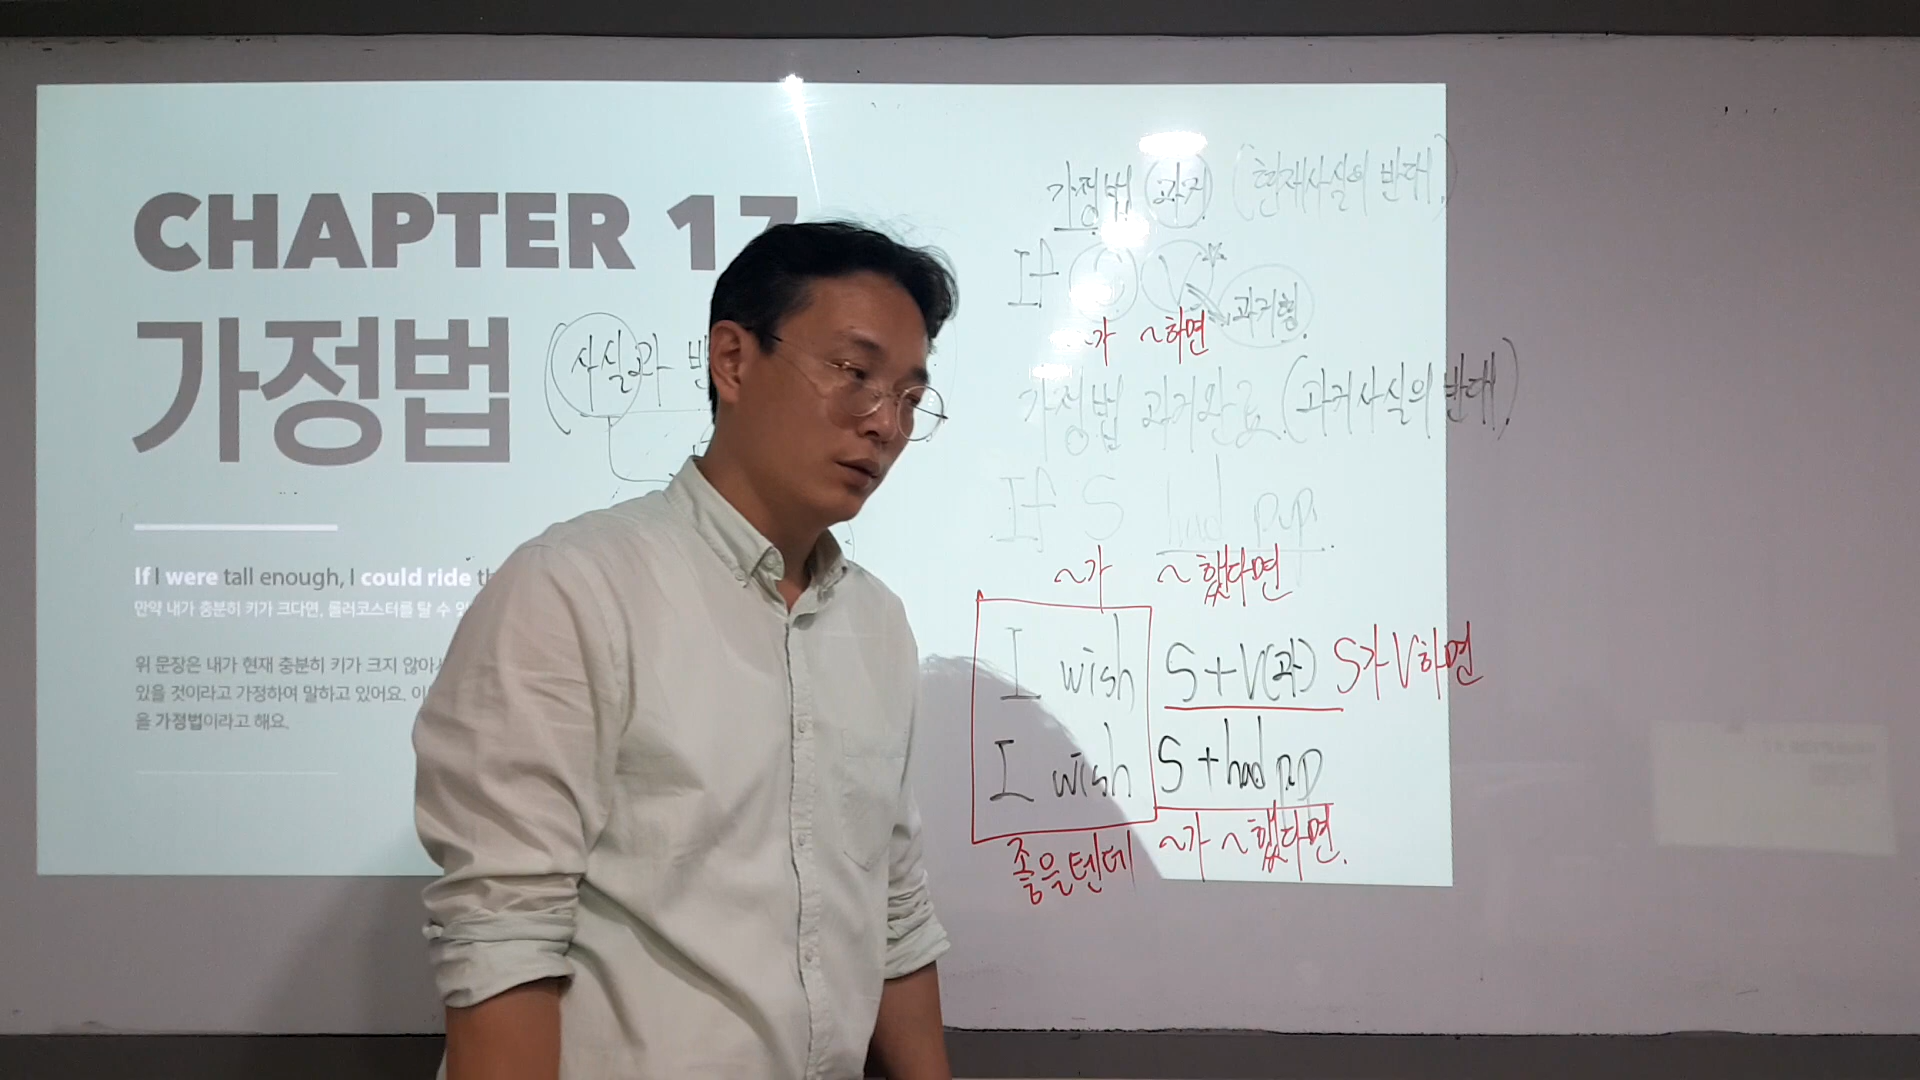 CHAPTER 17
가정법
(사실과 반
If I were tall enough, I could ride th
만약 내가 충분히 키가 크다면, 롤러코스터를 탈 수 있
위 문장은 내가 현재 충분히 키가 크지 않아서
있을 것이라고 가정하여 말하고 있어요. 이
을 가정법이라고 해요.
가정법 과거 (현재사실의 반대)
If S V 과거형.
~가 ~하면
가정법 과거완료 (과거사실의 반대)
If S had p.p.
~가 ~했다면
I wish S+V(과) S가 V하면
I wish S+had p.p
좋을텐데 ~가 ~했다면.